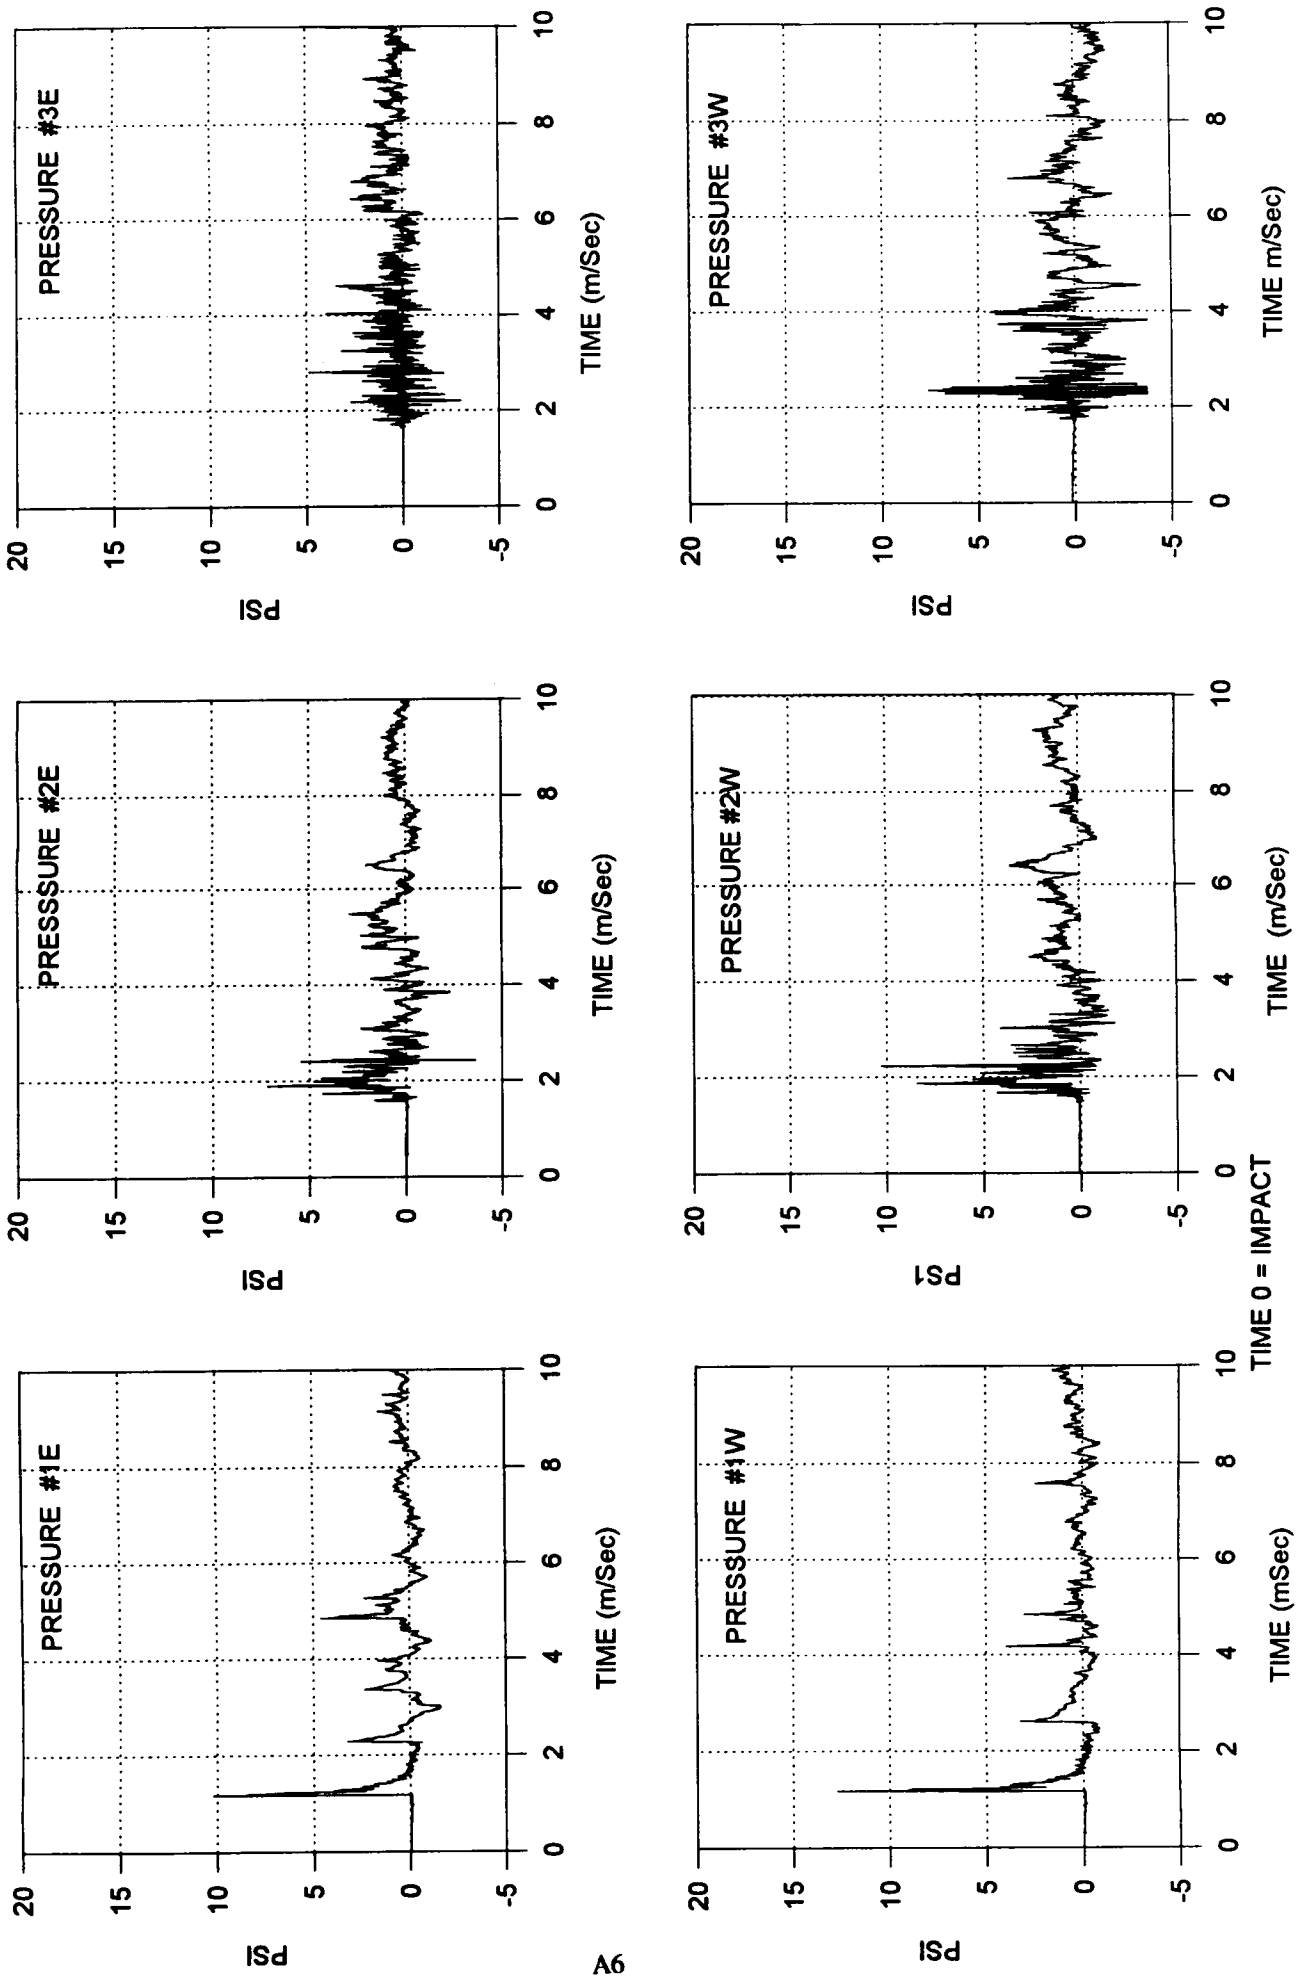 PRESSURE #1E
20
15
10
5
0
-5
PSI
0 2 4 6 8 10
TIME (m/Sec)
PRESSSURE #2E
20
15
10
5
0
-5
PSI
0 2 4 6 8 10
TIME (m/Sec)
PRESSURE #3E
20
15
10
5
0
-5
PSI
0 2 4 6 8 10
TIME (m/Sec)
PRESSURE #1W
20
15
10
5
0
-5
PSI
0 2 4 6 8 10
TIME (mSec)
PRESSURE #2W
20
15
10
5
0
-5
PS1
0 2 4 6 8 10
TIME (m/Sec)
PRESSURE #3W
20
15
10
5
0
-5
PSI
0 2 4 6 8 10
TIME m/Sec)
TIME 0 = IMPACT
A6